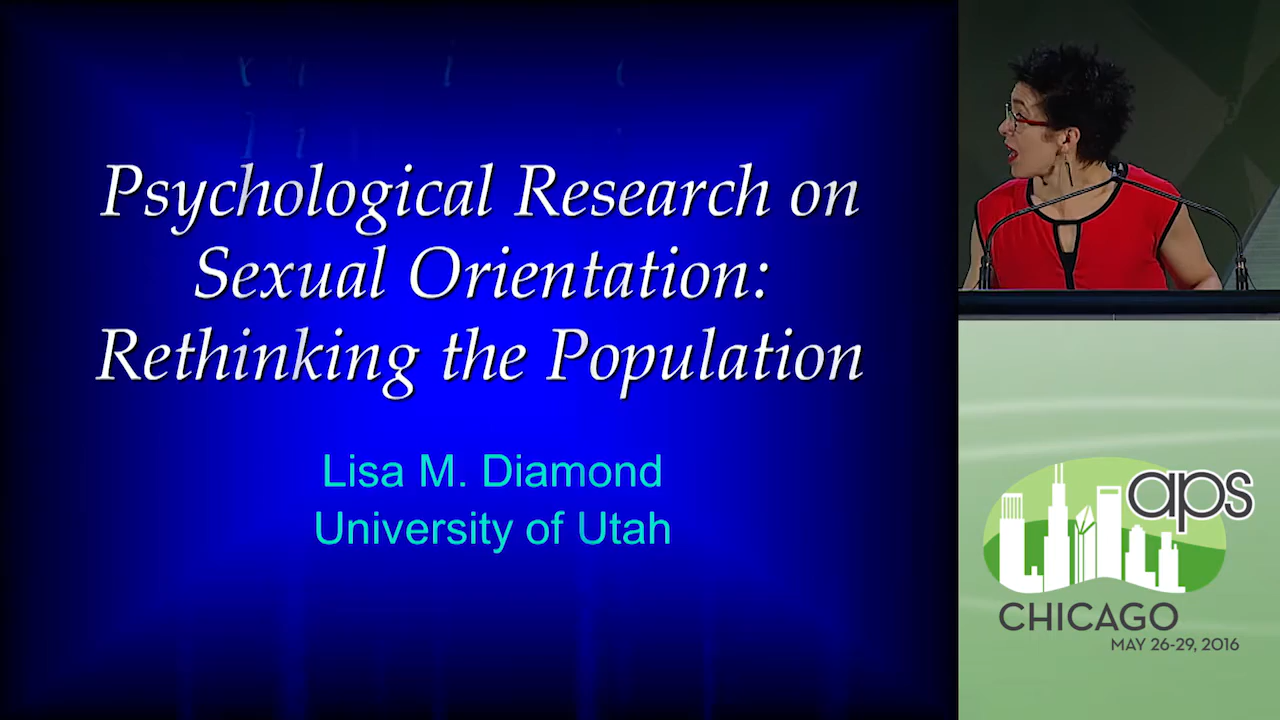 Psychological Research on
Sexual Orientation:
Rethinking the Population
Lisa M. Diamond
University of Utah
aps
CHICAGO
MAY 26-29, 2016